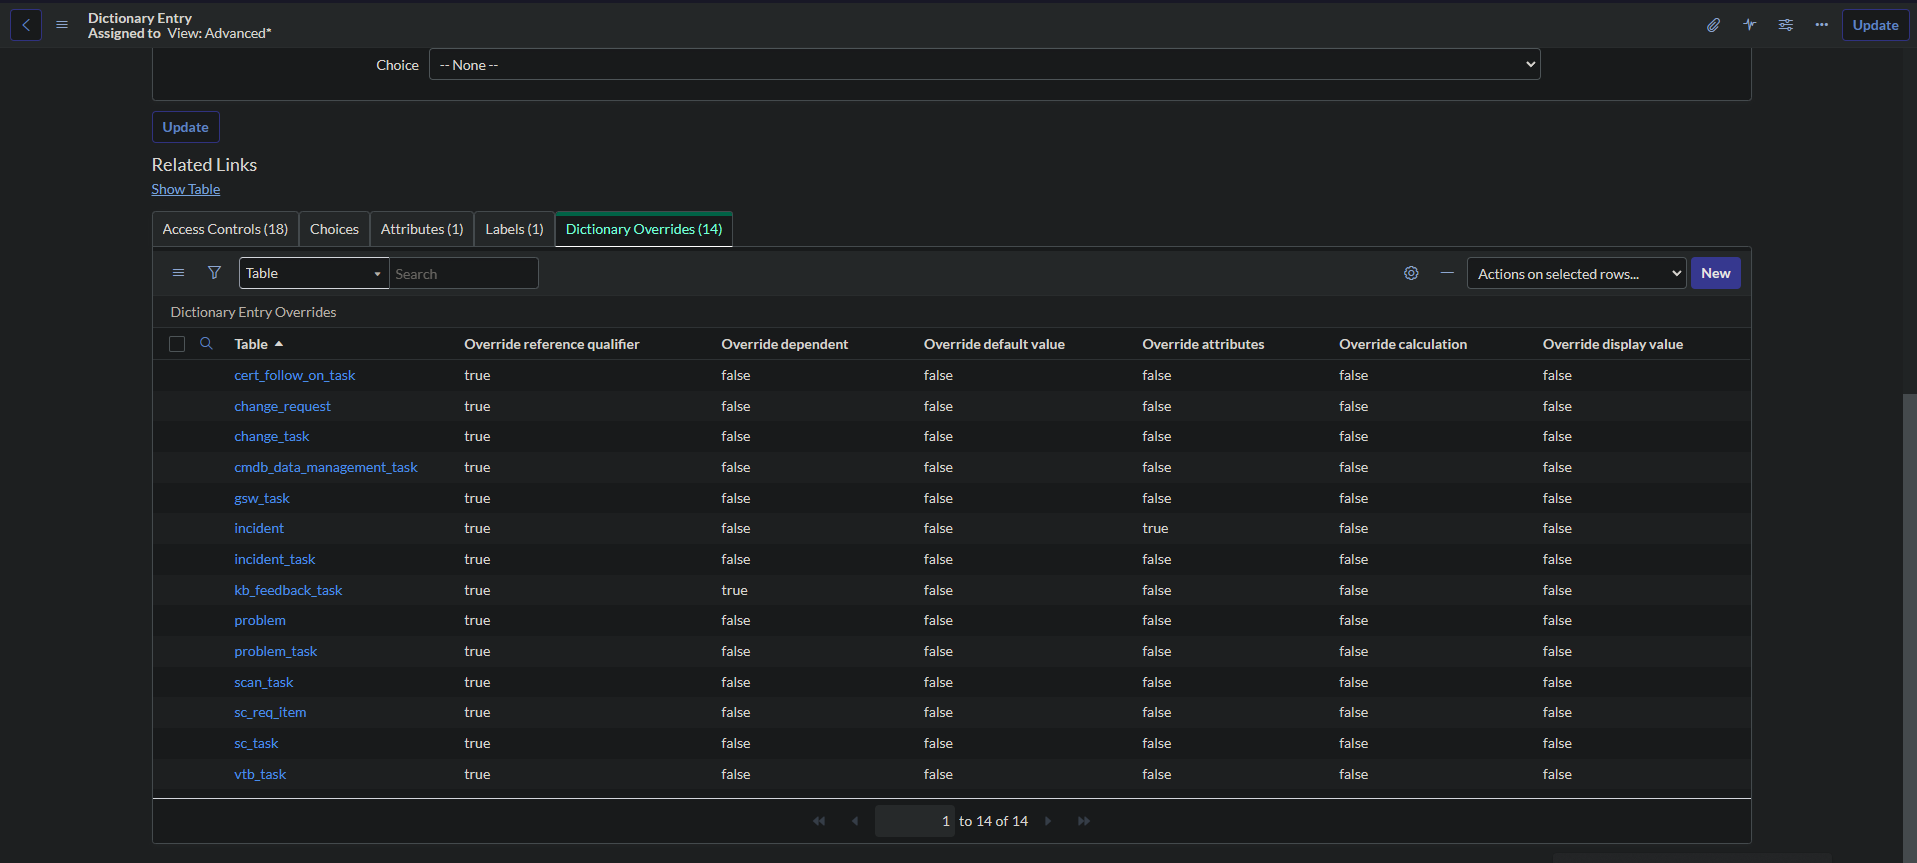 Dictionary Entry
Assigned to View: Advanced*
Update
Choice -- None --
Update
Related Links
Show Table
Access Controls (18) Choices Attributes (1) Labels (1) Dictionary Overrides (14)
Table Search Actions on selected rows... New
Dictionary Entry Overrides
Table Override reference qualifier Override dependent Override default value Override attributes Override calculation Override display value
cert_follow_on_task true false false false false false
change_request true false false false false false
change_task true false false false false false
cmdb_data_management_task true false false false false false
gsw_task true false false false false false
incident true false false true false false
incident_task true false false false false false
kb_feedback_task true true false false false false
problem true false false false false false
problem_task true false false false false false
scan_task true false false false false false
sc_req_item true false false false false false
sc_task true false false false false false
vtb_task true false false false false false
1 to 14 of 14